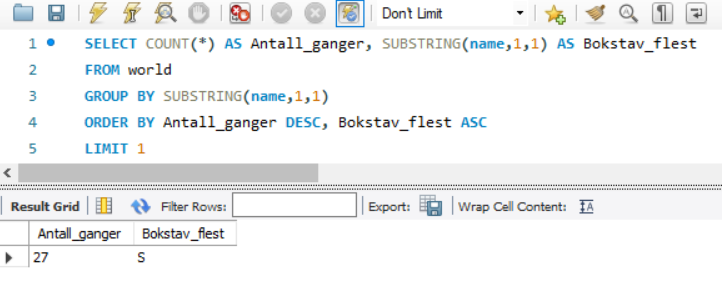 Don't Limit
1 SELECT COUNT(*) AS Antall_ganger, SUBSTRING(name,1,1) AS Bokstav_flest
2 FROM world
3 GROUP BY SUBSTRING(name,1,1)
4 ORDER BY Antall_ganger DESC, Bokstav_flest ASC
5 LIMIT 1
Result Grid Filter Rows: Export: Wrap Cell Content:
Antall_ganger Bokstav_flest
27 S